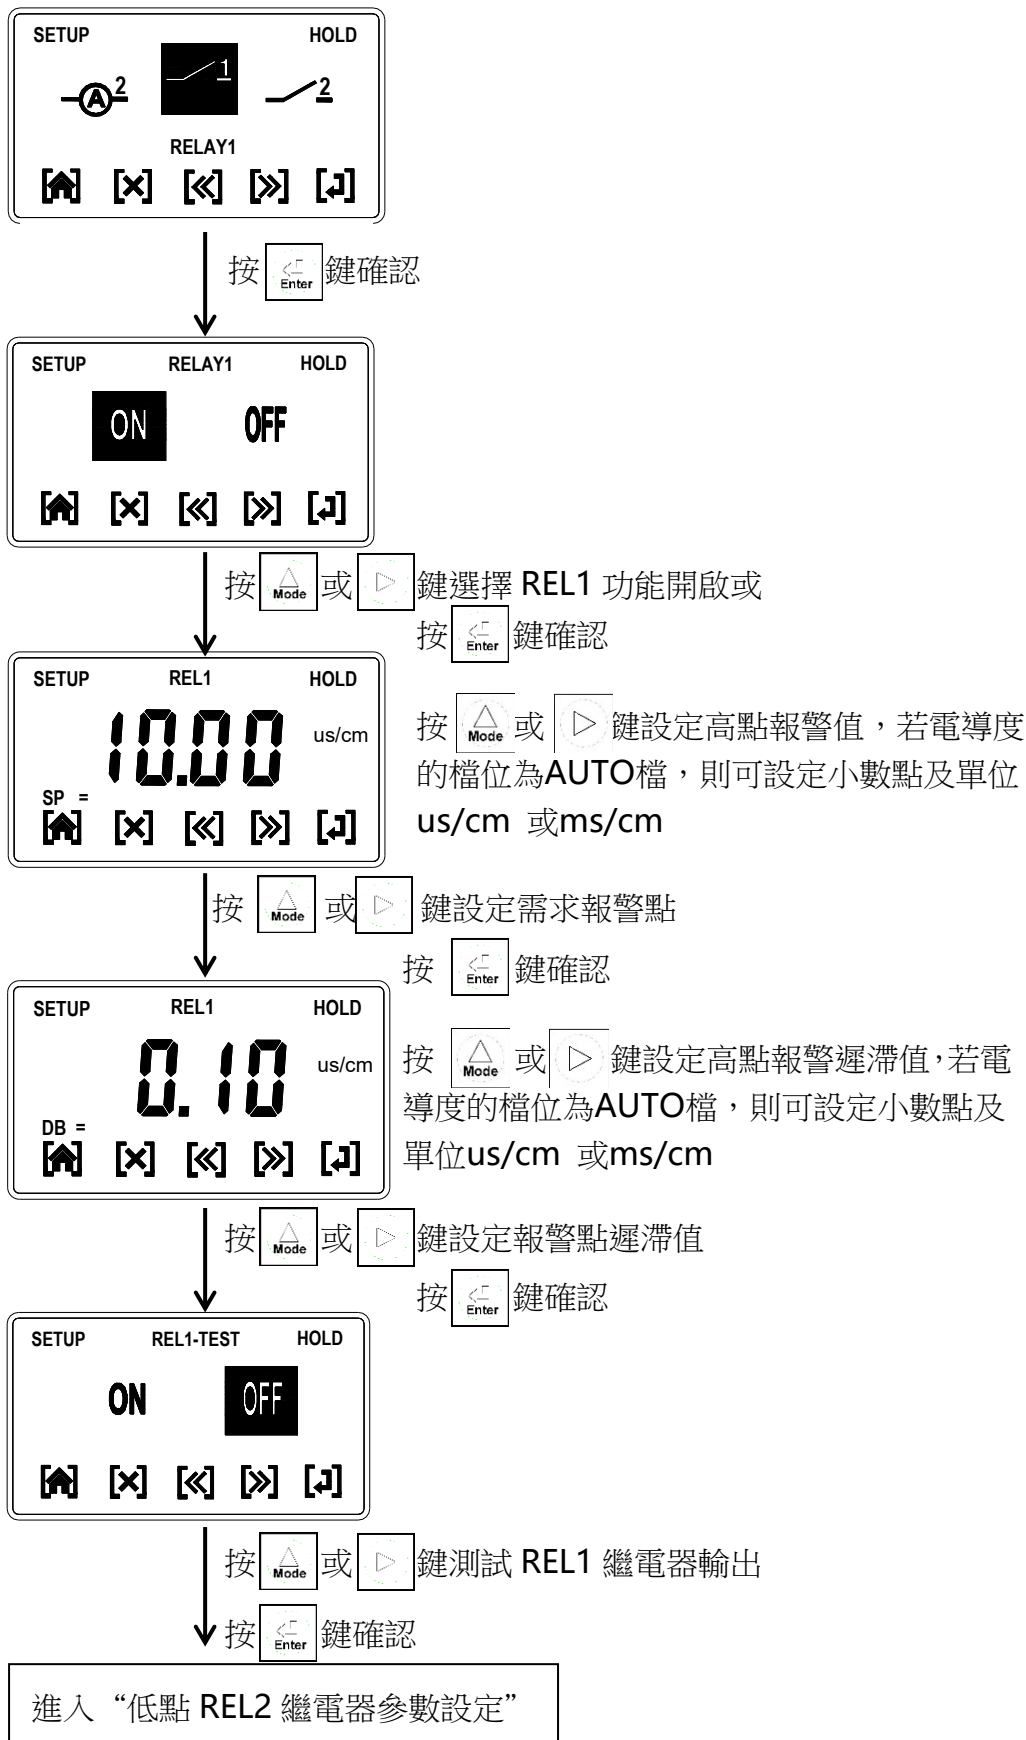 SETUP HOLD
2 1 2
RELAY1
按 Enter 鍵確認
SETUP RELAY1 HOLD
ON OFF
按 Mode 或 鍵選擇 REL1 功能開啟或
按 Enter 鍵確認
SETUP REL1 HOLD
10.00 us/cm
SP =
按 Mode 或 鍵設定高點報警值，若電導度
的檔位為AUTO檔，則可設定小數點及單位
us/cm 或ms/cm
按 Mode 或 鍵設定需求報警點
按 Enter 鍵確認
SETUP REL1 HOLD
0.10 us/cm
DB =
按 Mode 或 鍵設定高點報警遲滯值，若電
導度的檔位為AUTO檔，則可設定小數點及
單位us/cm 或ms/cm
按 Mode 或 鍵設定報警點遲滯值
按 Enter 鍵確認
SETUP REL1-TEST HOLD
ON OFF
按 Mode 或 鍵測試 REL1 繼電器輸出
按 Enter 鍵確認
進入“低點 REL2 繼電器參數設定”